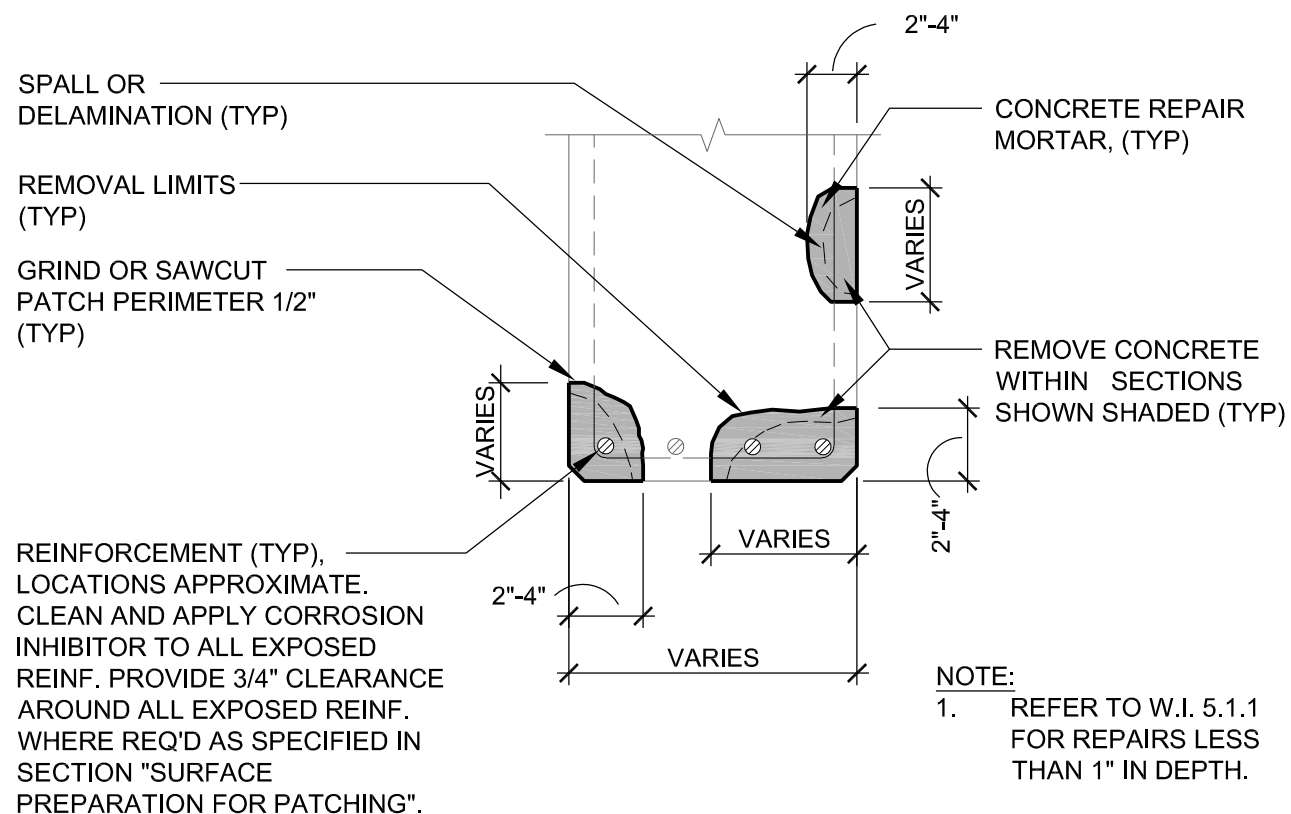 2"-4"
SPALL OR
DELAMINATION (TYP)
CONCRETE REPAIR
MORTAR, (TYP)
REMOVAL LIMITS
(TYP)
VARIES
GRIND OR SAWCUT
PATCH PERIMETER 1/2"
(TYP)
REMOVE CONCRETE
WITHIN SECTIONS
SHOWN SHADED (TYP)
VARIES
2"-4"
VARIES
REINFORCEMENT (TYP),
LOCATIONS APPROXIMATE.
CLEAN AND APPLY CORROSION
INHIBITOR TO ALL EXPOSED
REINF. PROVIDE 3/4" CLEARANCE
AROUND ALL EXPOSED REINF.
WHERE REQ'D AS SPECIFIED IN
SECTION "SURFACE
PREPARATION FOR PATCHING".
2"-4"
VARIES
NOTE:
1. REFER TO W.I. 5.1.1
FOR REPAIRS LESS
THAN 1" IN DEPTH.